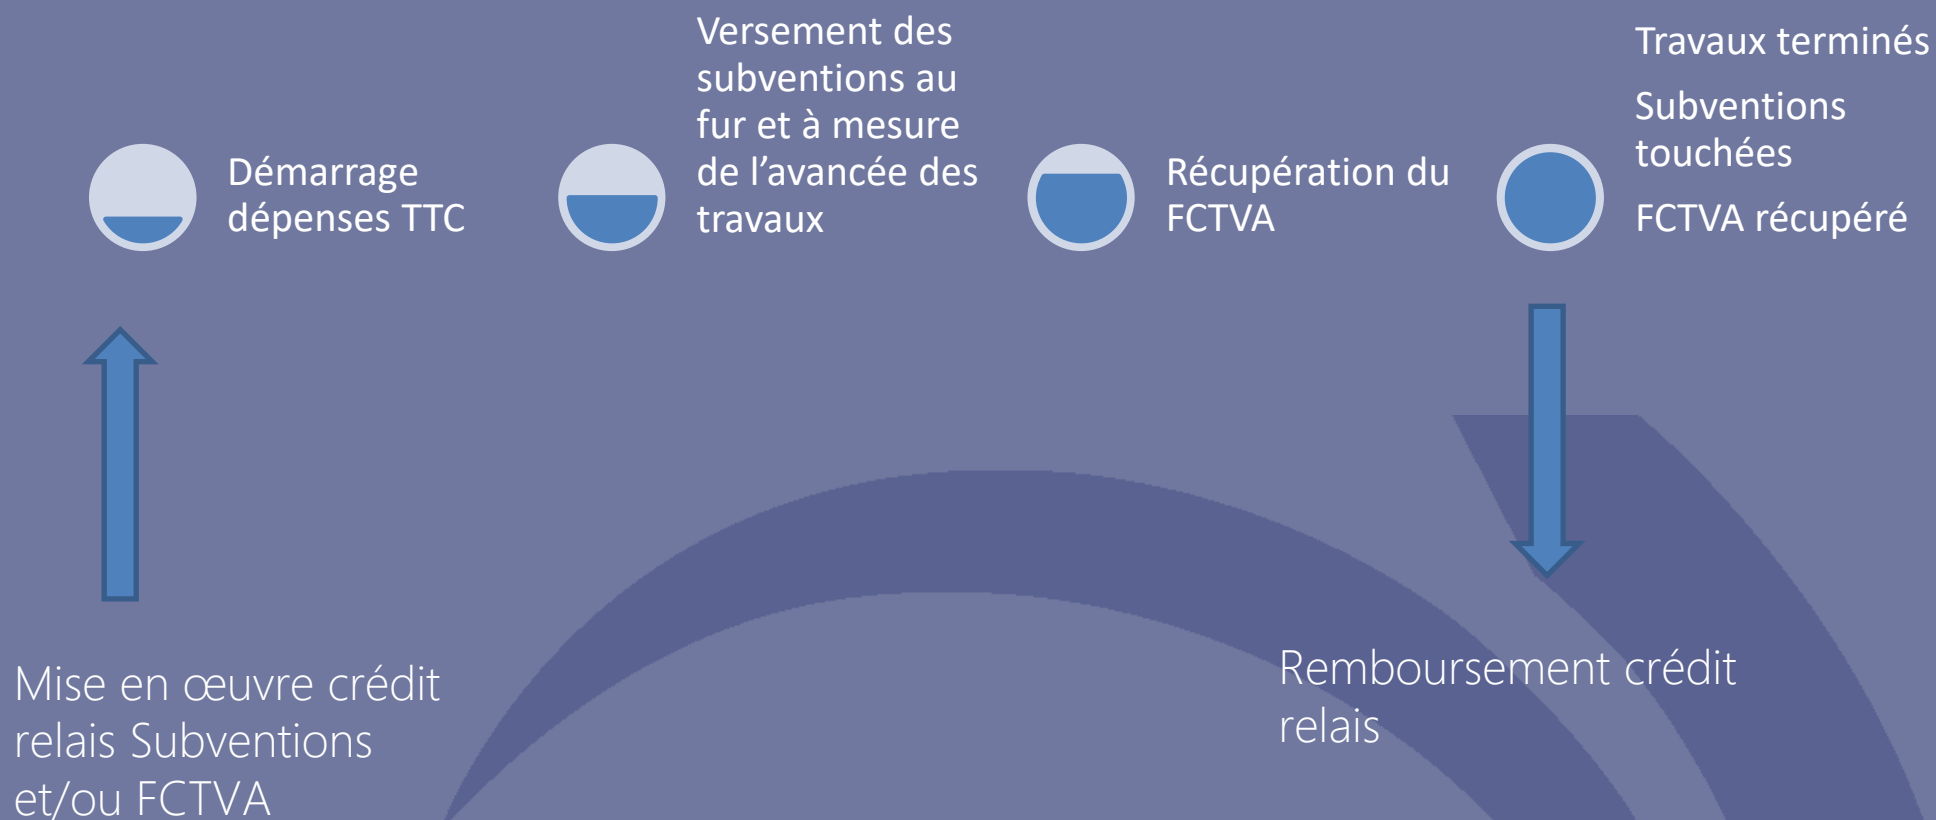 Démarrage
dépenses TTC
Versement des
subventions au
fur et à mesure
de l’avancée des
travaux
Récupération du
FCTVA
Travaux terminés
Subventions
touchées
FCTVA récupéré
Mise en œuvre crédit
relais Subventions
et/ou FCTVA
Remboursement crédit
relais